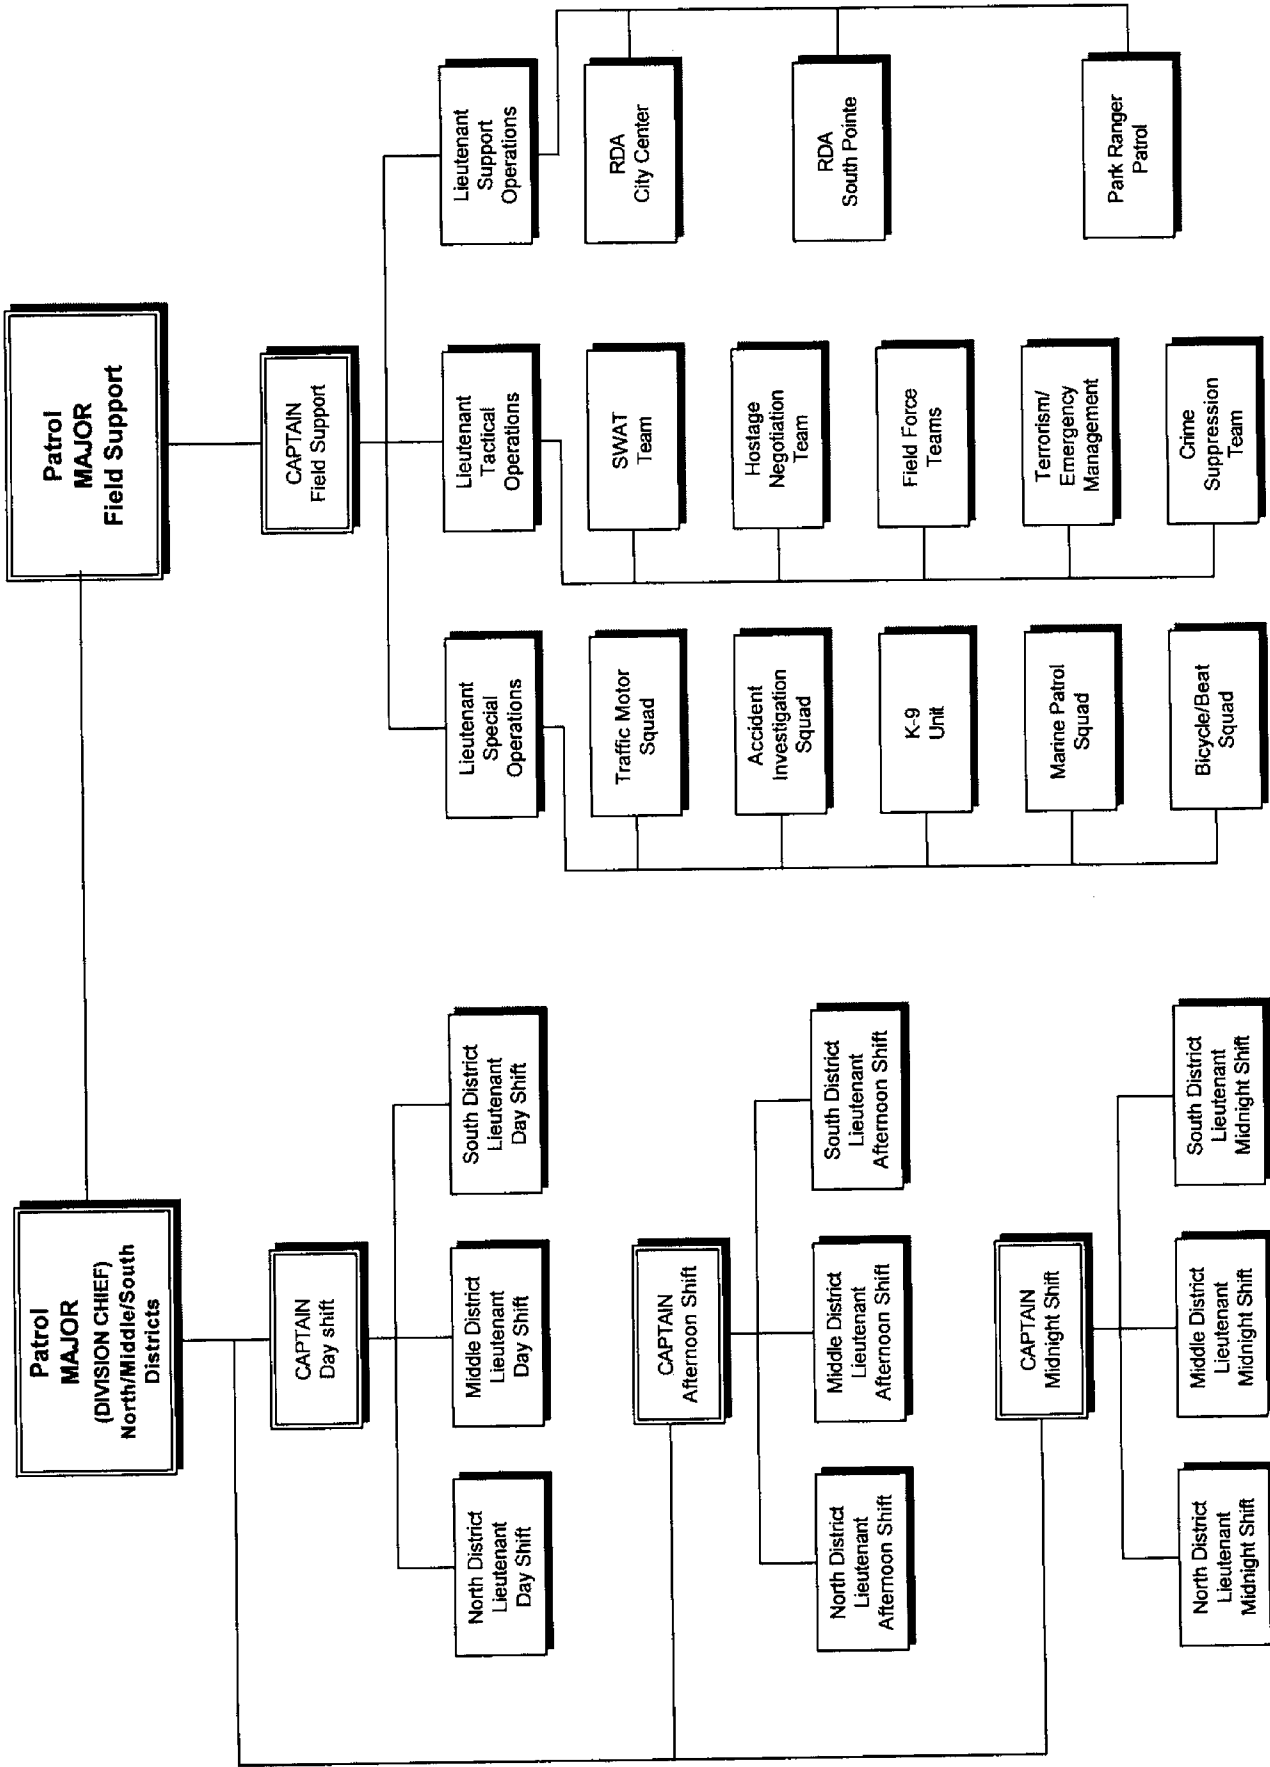 Patrol
MAJOR
(DIVISION CHIEF)
North/Middle/South
Districts
CAPTAIN
Day shift
North District
Lieutenant
Day Shift
Middle District
Lieutenant
Day Shift
South District
Lieutenant
Day Shift
CAPTAIN
Afternoon Shift
North District
Lieutenant
Afternoon Shift
Middle District
Lieutenant
Afternoon Shift
South District
Lieutenant
Afternoon Shift
CAPTAIN
Midnight Shift
North District
Lieutenant
Midnight Shift
Middle District
Lieutenant
Midnight Shift
South District
Lieutenant
Midnight Shift
Patrol
MAJOR
Field Support
CAPTAIN
Field Support
Lieutenant
Special
Operations
Traffic Motor
Squad
Accident
Investigation
Squad
K-9
Unit
Marine Patrol
Squad
Bicycle/Beat
Squad
Lieutenant
Tactical
Operations
SWAT
Team
Hostage
Negotiation
Team
Field Force
Teams
Terrorism/
Emergency
Management
Crime
Suppression
Team
Lieutenant
Support
Operations
RDA
City Center
RDA
South Pointe
Park Ranger
Patrol